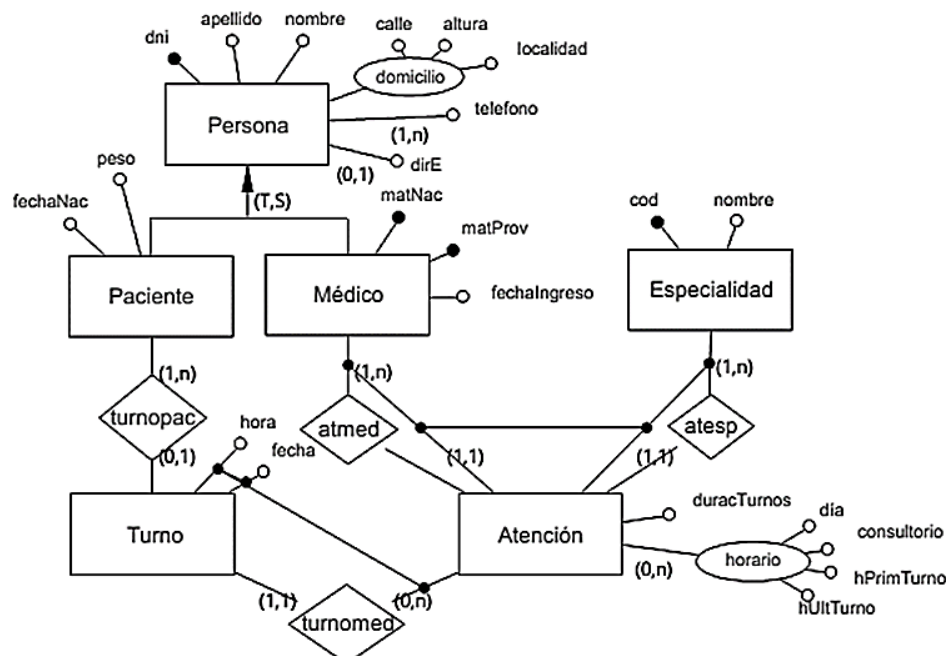 apellido nombre calle altura
dni localidad
domicilio
Persona telefono
(1,n)
(0,1) dirE
peso
fechaNac (T,S) matNac cod nombre
matProv
Paciente Médico fechaIngreso Especialidad
(1,n) (1,n) (1,n)
turnopac hora atmed atesp
(0,1) fecha (1,1) (1,1)
duracTurnos día
Turno Atención consultorio
horario
(0,n) hPrimTurno
(1,1) (0,n) hUltTurno
turnomed